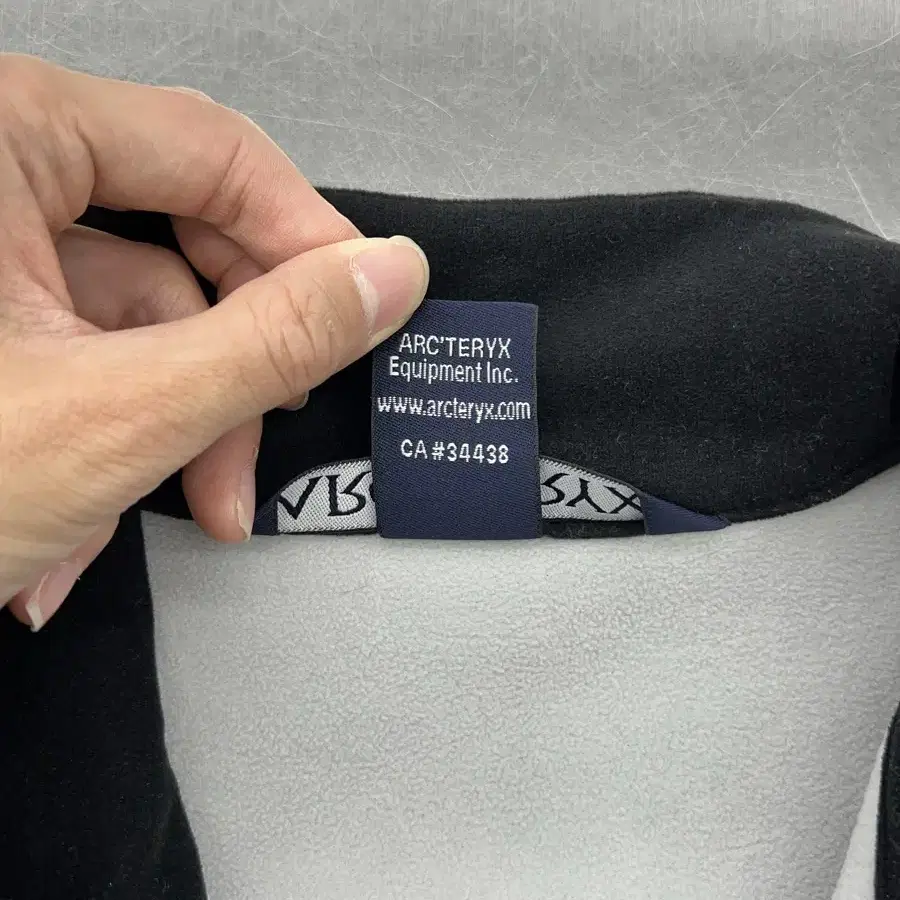 ARC'TERYX
Equipment Inc.
www.arcteryx.com
CA#34438